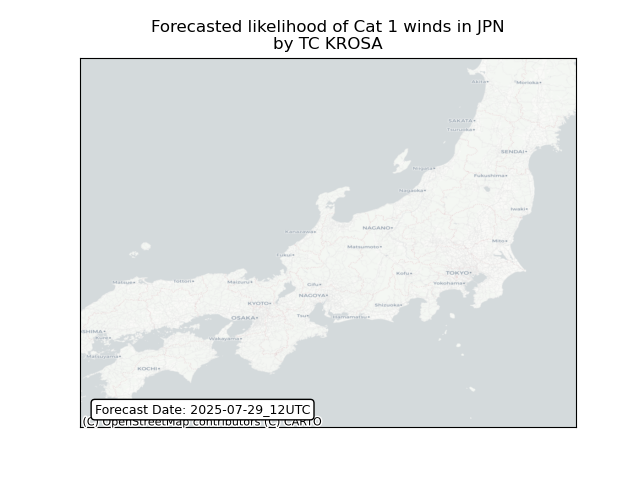 Forecasted likelihood of Cat 1 winds in JPN
by TC KROSA
Akita
Morioka
SAKATA
Tsuruoka
SENDAI
Niigata
Fukushima
Nagaoka
Iwaki
NAGANO
Kanazawa
Matsumoto
Mito
Fukui
Kofu
TOKYO
Matsue
Tottori
Maizuru
Gifu
Yokohama
NAGOYA
KYOTO
Shizuoka
OSAKA
Tsu
Hamamatsu
SHIMA
Wakayama
Matsuyama
KOCHI
Forecast Date: 2025-07-29_12UTC
(C) OpenStreetMap contributors (C) CARTO